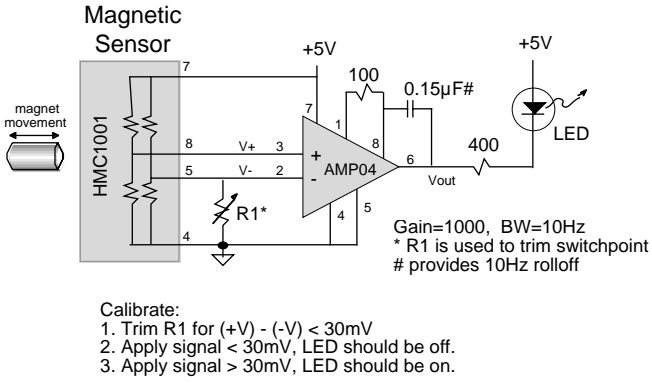 Magnetic
Sensor
magnet
movement
HMC1001
7
8
5
4
V+
V-
3
2
R1*
+5V
7
1
100
0.15µF#
8
+
-
AMP04
6
4
5
Vout
400
+5V
LED
Gain=1000, BW=10Hz
* R1 is used to trim switchpoint
# provides 10Hz rolloff
Calibrate:
1. Trim R1 for (+V) - (-V) < 30mV
2. Apply signal < 30mV, LED should be off.
3. Apply signal > 30mV, LED should be on.